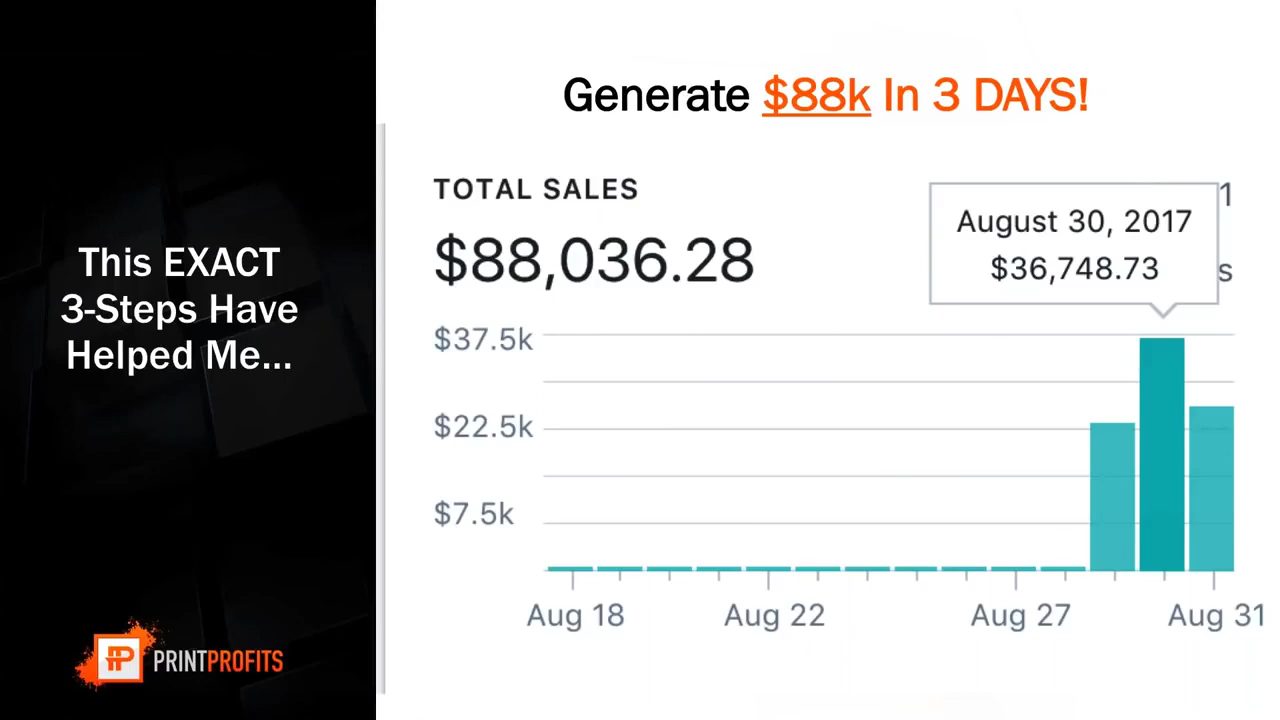 This EXACT
3-Steps Have
Helped Me...
PRINTPROFITS
Generate $88k In 3 DAYS!
TOTAL SALES
$88,036.28
1
August 30, 2017
$36,748.73
s
$37.5k
$22.5k
$7.5k
Aug 18 Aug 22 Aug 27 Aug 31